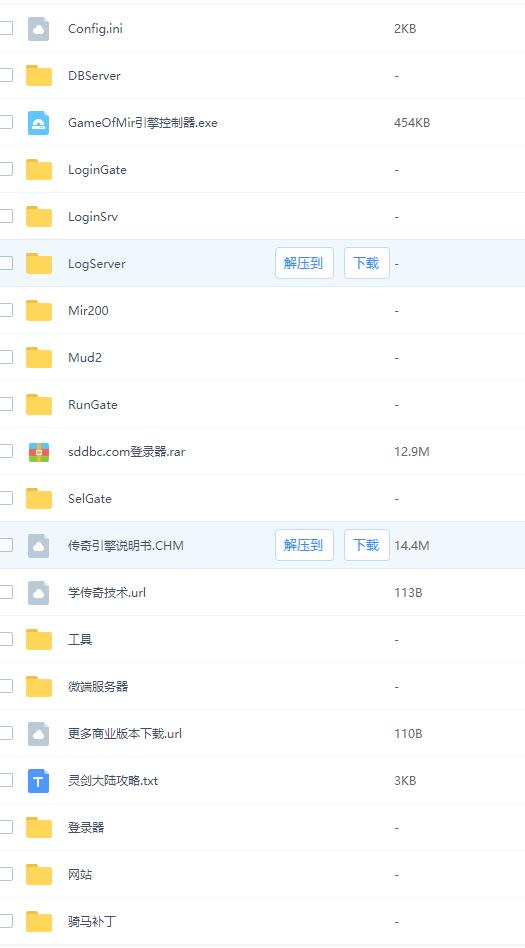 Config.ini 2KB
DBServer -
GameOfMir引擎控制器.exe 454KB
LoginGate -
LoginSrv -
LogServer 解压到 下载 -
Mir200 -
Mud2 -
RunGate -
sddbc.com登录器.rar 12.9M
SelGate -
传奇引擎说明书.CHM 解压到 下载 14.4M
学传奇技术.url 113B
工具 -
微端服务器 -
更多商业版本下载.url 110B
灵剑大陆攻略.txt 3KB
登录器 -
网站 -
骑马补丁 -